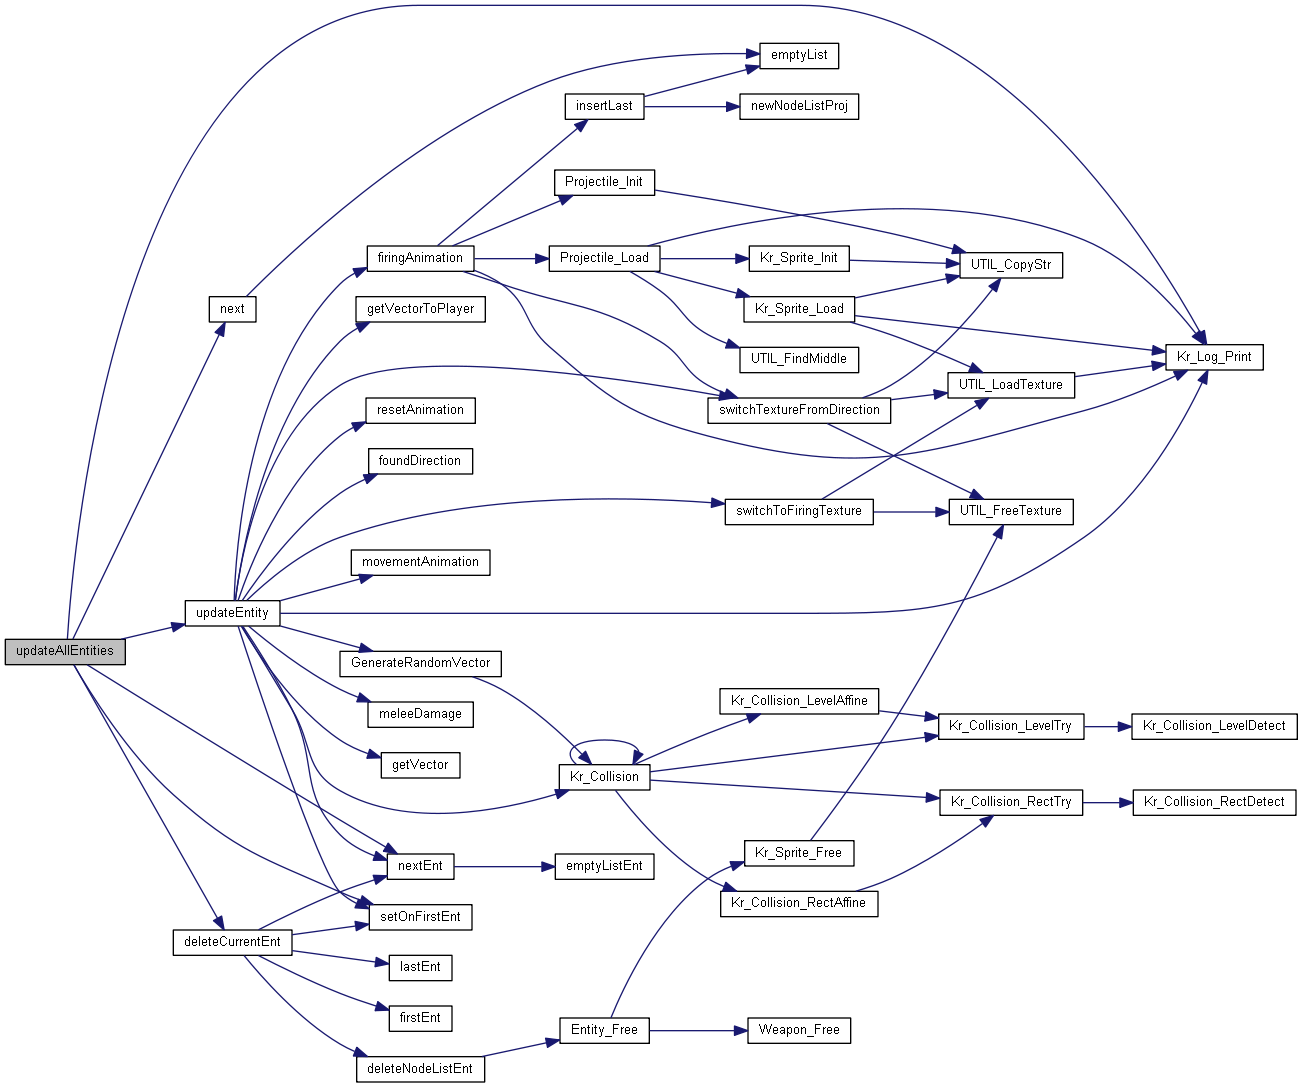 emptyList
insertLast
newNodeListProj
Projectile_Init
firingAnimation
Projectile_Load
Kr_Sprite_Init
UTIL_CopyStr
next
getVectorToPlayer
Kr_Sprite_Load
UTIL_FindMiddle
Kr_Log_Print
UTIL_LoadTexture
resetAnimation
switchTextureFromDirection
foundDirection
switchToFiringTexture
UTIL_FreeTexture
movementAnimation
updateEntity
updateAllEntities
GenerateRandomVector
meleeDamage
Kr_Collision_LevelAffine
Kr_Collision_LevelTry
Kr_Collision_LevelDetect
getVector
Kr_Collision
Kr_Collision_RectTry
Kr_Collision_RectDetect
nextEnt
emptyListEnt
Kr_Sprite_Free
Kr_Collision_RectAffine
setOnFirstEnt
deleteCurrentEnt
lastEnt
firstEnt
Entity_Free
Weapon_Free
deleteNodeListEnt